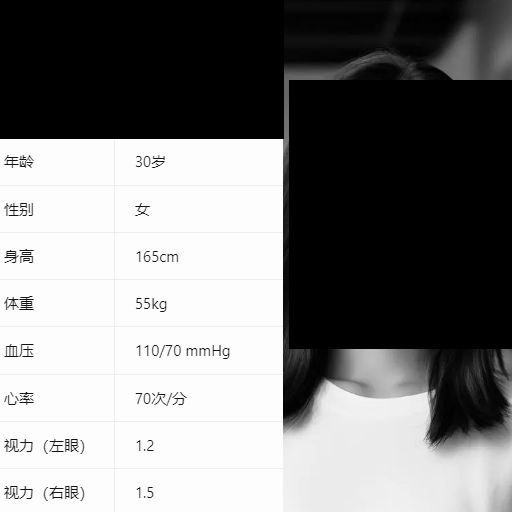 年龄 30岁
性别 女
身高 165cm
体重 55kg
血压 110/70 mmHg
心率 70次/分
视力（左眼） 1.2
视力（右眼） 1.5